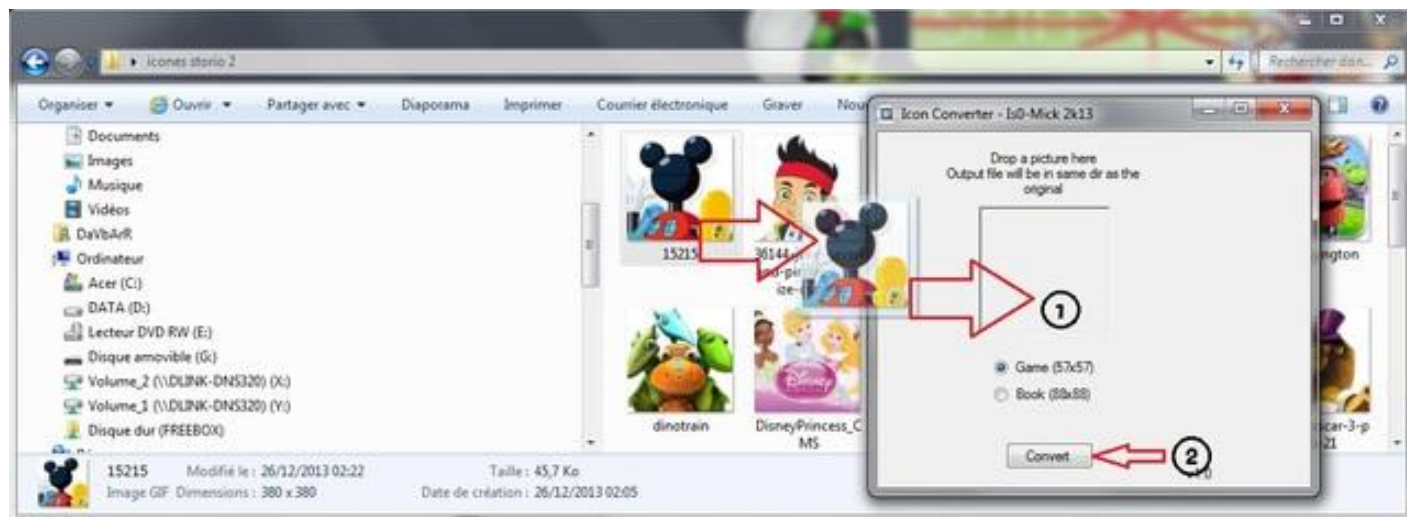 icones storio 2
Rechercher dan...
Organiser
Ouvrir
Partager avec
Diaporama
Imprimer
Courrier électronique
Graver
Nou
Documents
Images
Musique
Vidéos
DaVbArR
Ordinateur
Acer (C:)
DATA (D:)
Lecteur DVD RW (E:)
Disque amovible (G:)
Volume_2 (\\DLINK-DNS320) (X:)
Volume_1 (\\DLINK-DNS320) (Y:)
Disque dur (FREEBOX)
15215
36144
dinotrain
DisneyPrincess_C
MS
ngton
Icon Converter - Is0-Mick 2k13
Drop a picture here
Output file will be in same dir as the
original
1
Game (57x57)
Book (88x88)
Convert
2
15215 Modifié le : 26/12/2013 02:22 Taille : 45,7 Ko
Image GIF Dimensions : 380 x 380 Date de création : 26/12/2013 02:05